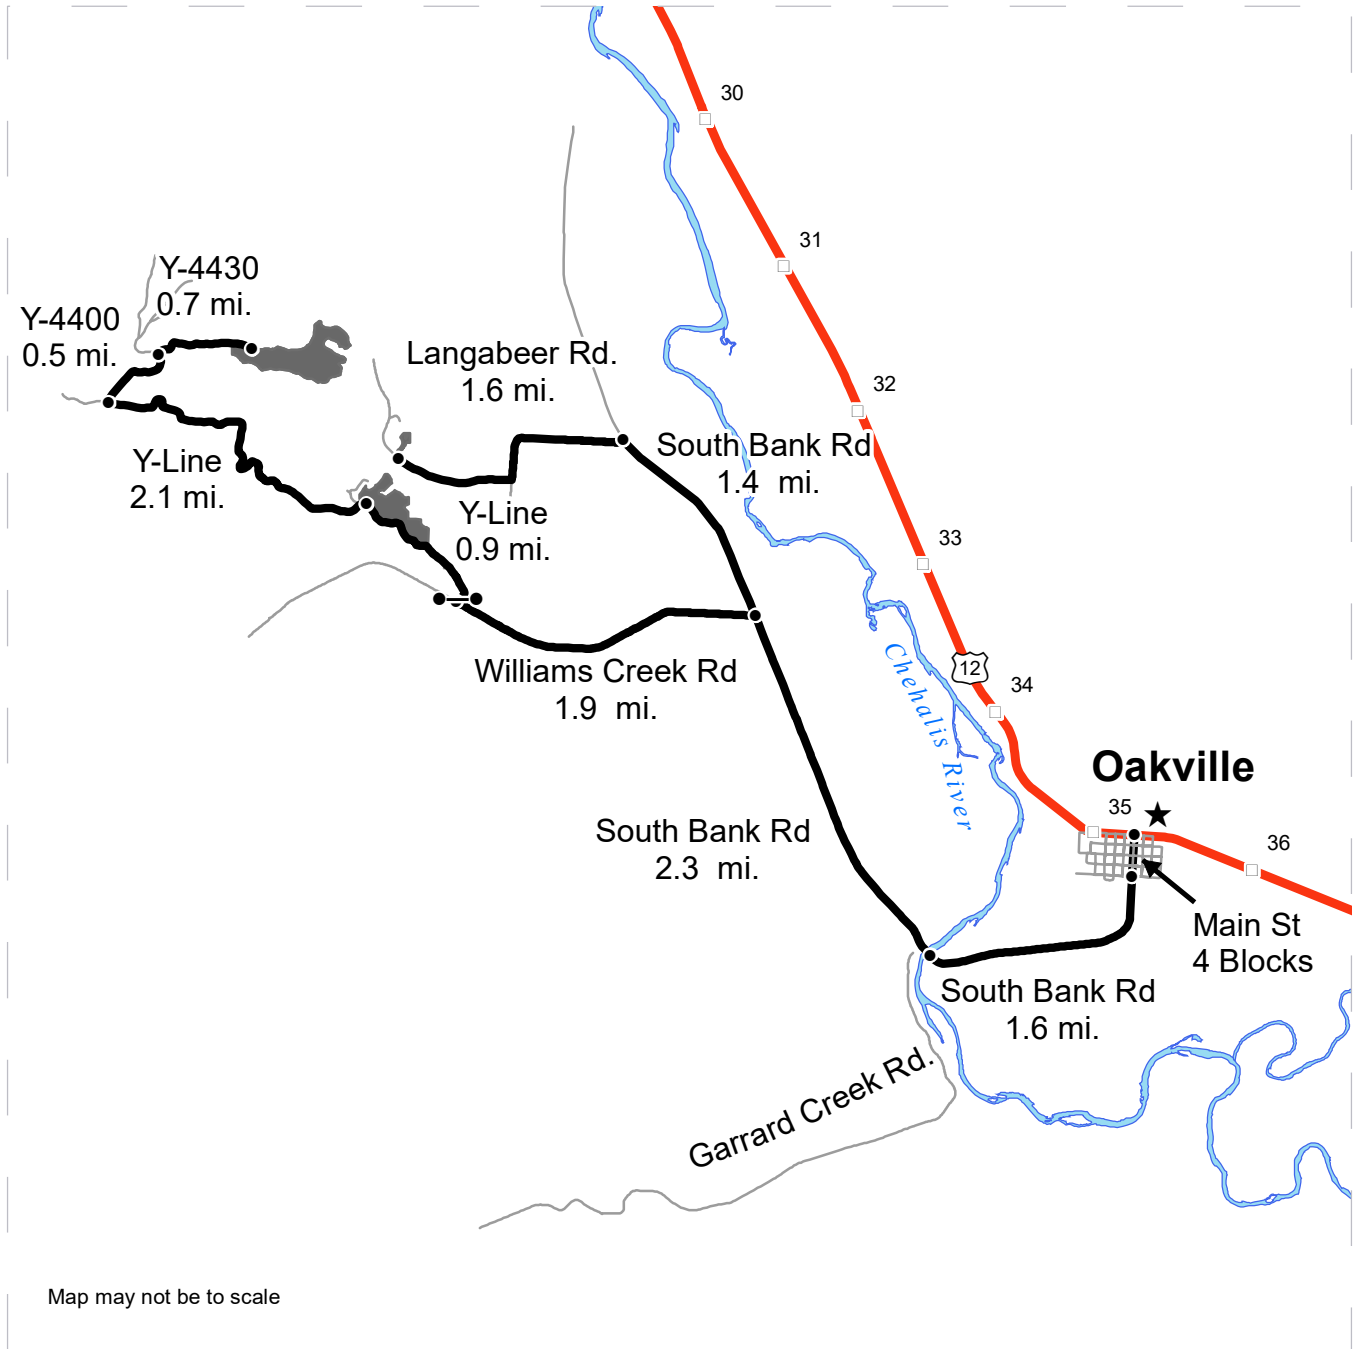 30
31
Y-4430
0.7 mi.
Y-4400
0.5 mi.
Langabeer Rd.
1.6 mi.
32
South Bank Rd
1.4  mi.
Y-Line
2.1 mi.
Y-Line
0.9 mi.
33
Chehalis River
12
34
Williams Creek Rd
1.9  mi.
Oakville
35
South Bank Rd
2.3  mi.
36
Main St
4 Blocks
South Bank Rd
1.6 mi.
Garrard Creek Rd.
Map may not be to scale